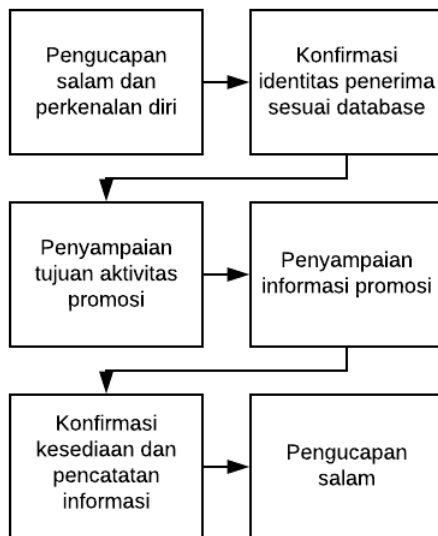 Pengucapan
salam dan
perkenalan diri
Konfirmasi
identitas penerima
sesuai database
Penyampaian
tujuan aktivitas
promosi
Penyampaian
informasi promosi
Konfirmasi
kesediaan dan
pencatatan
informasi
Pengucapan
salam